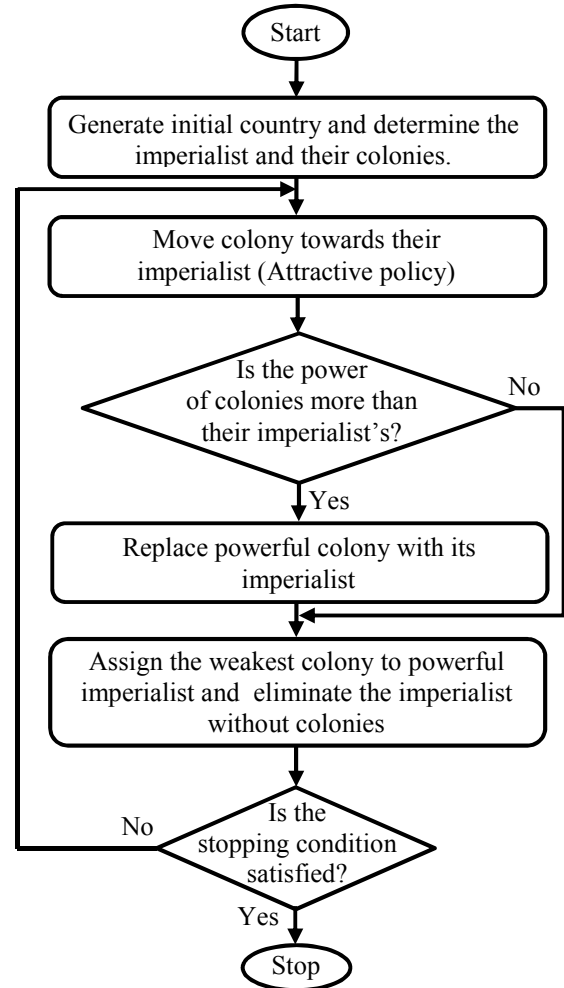 Start
Generate initial country and determine the
imperialist and their colonies.
Move colony towards their
imperialist (Attractive policy)
Is the power
of colonies more than
their imperialist's?
No
Yes
Replace powerful colony with its
imperialist
Assign the weakest colony to powerful
imperialist and eliminate the imperialist
without colonies
Is the
stopping condition
satisfied?
No
Yes
Stop